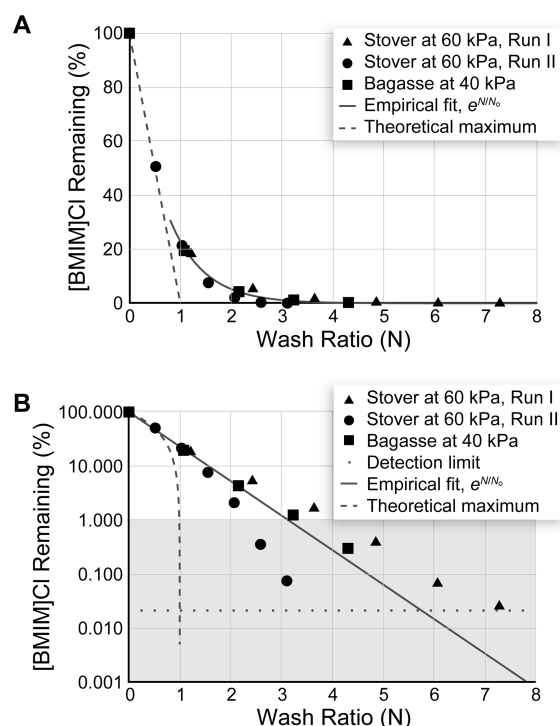 A
[BMIM]Cl Remaining (%)
100
80
60
40
20
0
0 1 2 3 4 5 6 7 8
Wash Ratio (N)
Stover at 60 kPa, Run I
Stover at 60 kPa, Run II
Bagasse at 40 kPa
Empirical fit, e^N/N₀
Theoretical maximum
B
[BMIM]Cl Remaining (%)
100.000
10.000
1.000
0.100
0.010
0.001
0 1 2 3 4 5 6 7 8
Wash Ratio (N)
Stover at 60 kPa, Run I
Stover at 60 kPa, Run II
Bagasse at 40 kPa
Detection limit
Empirical fit, e^N/N₀
Theoretical maximum